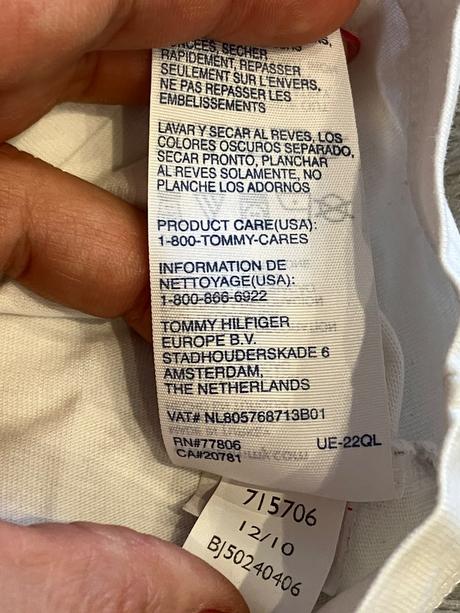 RAPIDEMENT, REPASSER
SEULEMENT SUR L'ENVERS,
NE PAS REPASSER LES
EMBELISSEMENTS
LAVAR Y SECAR AL REVES, LOS
COLORES OSCUROS SEPARADO,
SECAR PRONTO, PLANCHAR
AL REVES SOLAMENTE, NO
PLANCHE LOS ADORNOS
PRODUCT CARE(USA):
1-800-TOMMY-CARES
INFORMATION DE
NETTOYAGE(USA):
1-800-866-6922
TOMMY HILFIGER
EUROPE B.V.
STADHOUDERSKADE 6
AMSTERDAM,
THE NETHERLANDS
VAT# NL805768713B01
RN#77806 UE-22QL
CA#20781
715706
12/10
BJ50240406